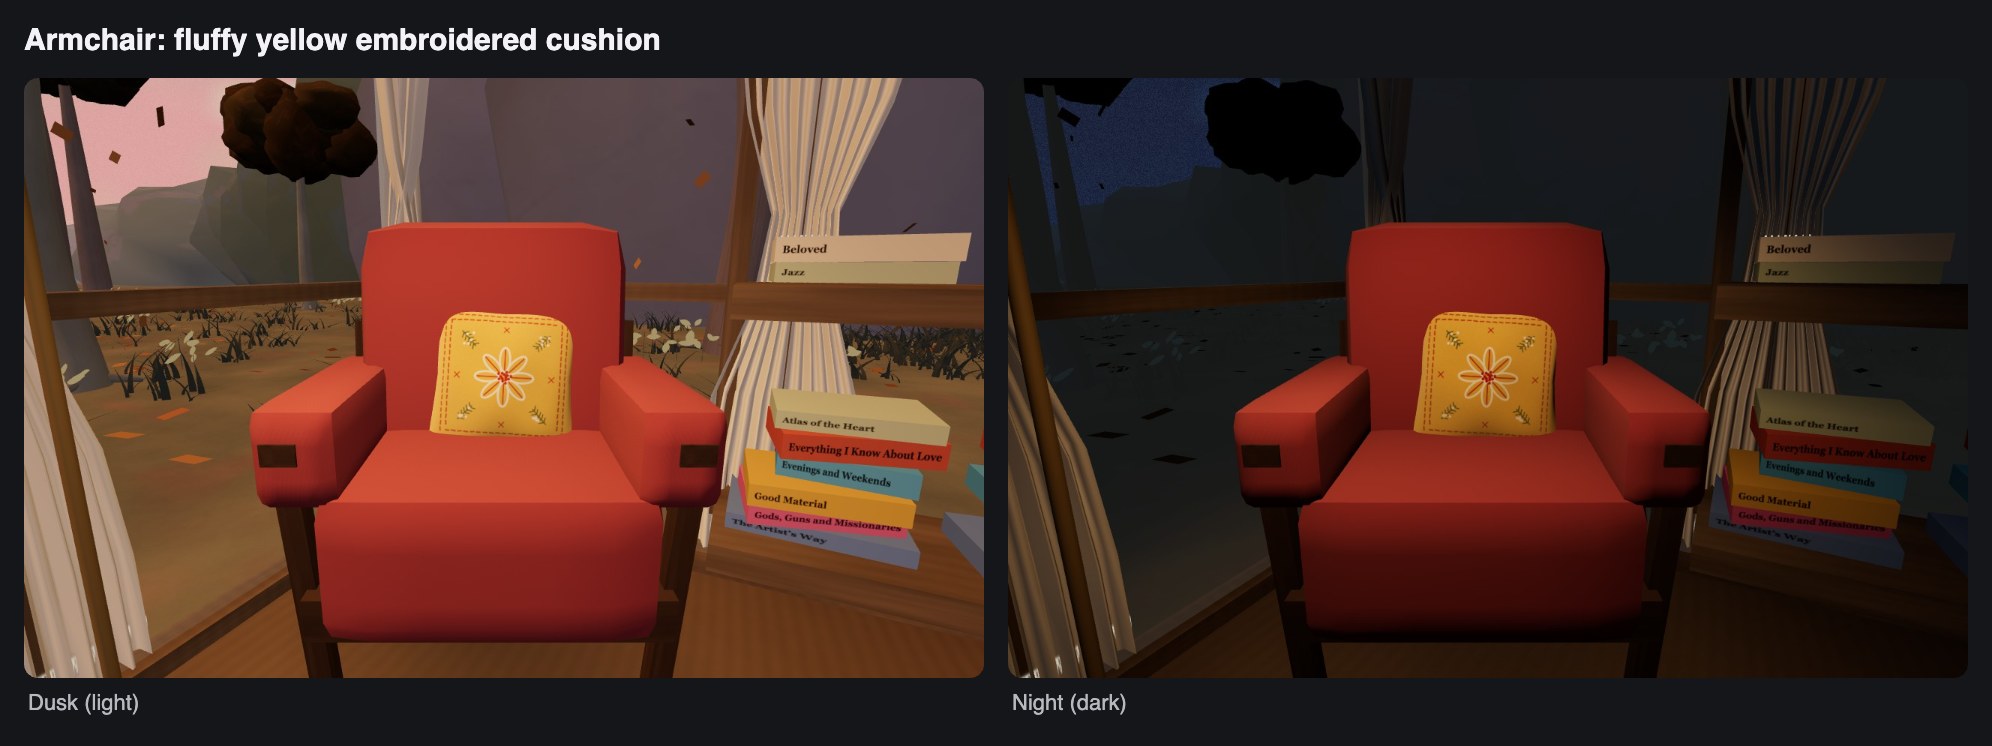 Armchair: fluffy yellow embroidered cushion
Beloved
Jazz
Atlas of the Heart
Everything I Know About Love
Evenings and Weekends
Good Material
Gods, Guns and Missionaries
The Artist's Way
Beloved
Jazz
Atlas of the Heart
Everything I Know About Love
Evenings and Weekends
Good Material
Gods, Guns and Missionaries
The Artist's Way
Dusk (light)
Night (dark)